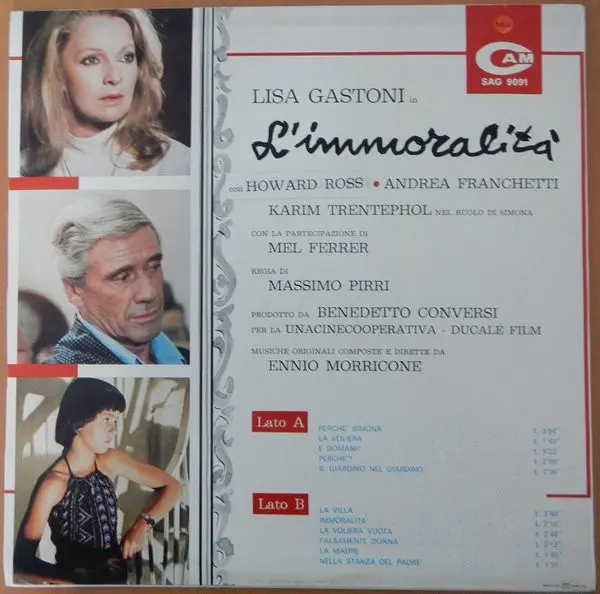 CAM
SAG 9091
LISA GASTONI in
L'immoralità
con HOWARD ROSS • ANDREA FRANCHETTI
KARIM TRENTEPHOL NEL RUOLO DI SIMONA
CON LA PARTECIPAZIONE DI
MEL FERRER
REGIA DI
MASSIMO PIRRI
PRODOTTO DA BENEDETTO CONVERSI
PER LA UNACINECOOPERATIVA - DUCALE FILM
MUSICHE ORIGINALI COMPOSTE E DIRETTE DA
ENNIO MORRICONE
Lato A
PERCHE' SIMONA
LA VOLIERA
E DOMANI?
PERCHE'?
IL GIARDINO NEL GIARDINO
Lato B
LA VILLA
IMMORALITA'
LA VOLIERA VUOTA
FALSAMENTE DONNA
LA MADRE
NELLA STANZA DEL PADRE